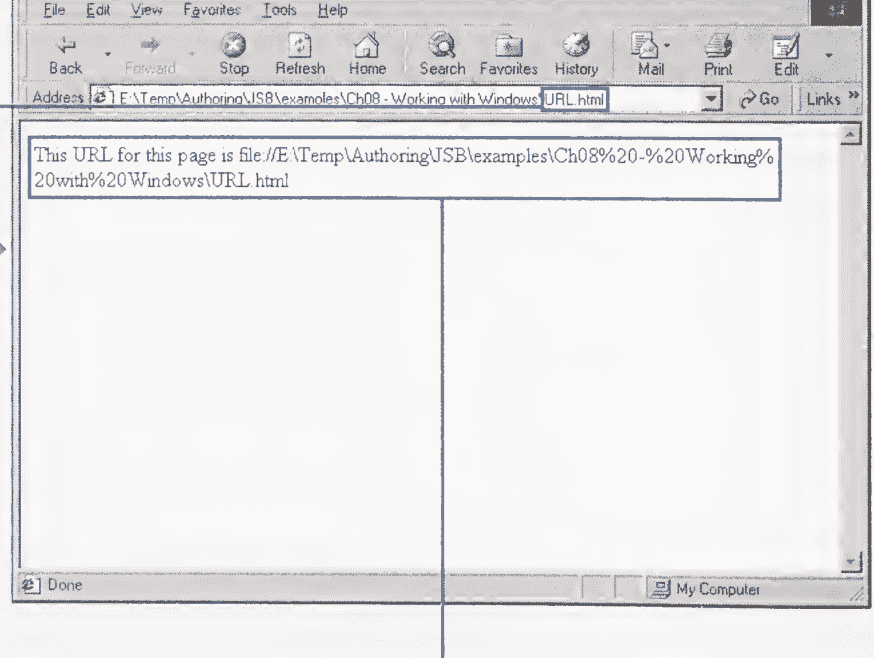 File Edit View Favorites Tools Help
Back Forward Stop Refresh Home Search Favorites History Mail Print Edit
Address E:\Temp\Authoring\JSB\examples\Ch08 - Working with Windows\URL.html Go Links »
This URL for this page is file://E:\Temp\Authoring\JSB\examples\Ch08%20-%20Working%
20with%20Windows\URL.html
Done My Computer